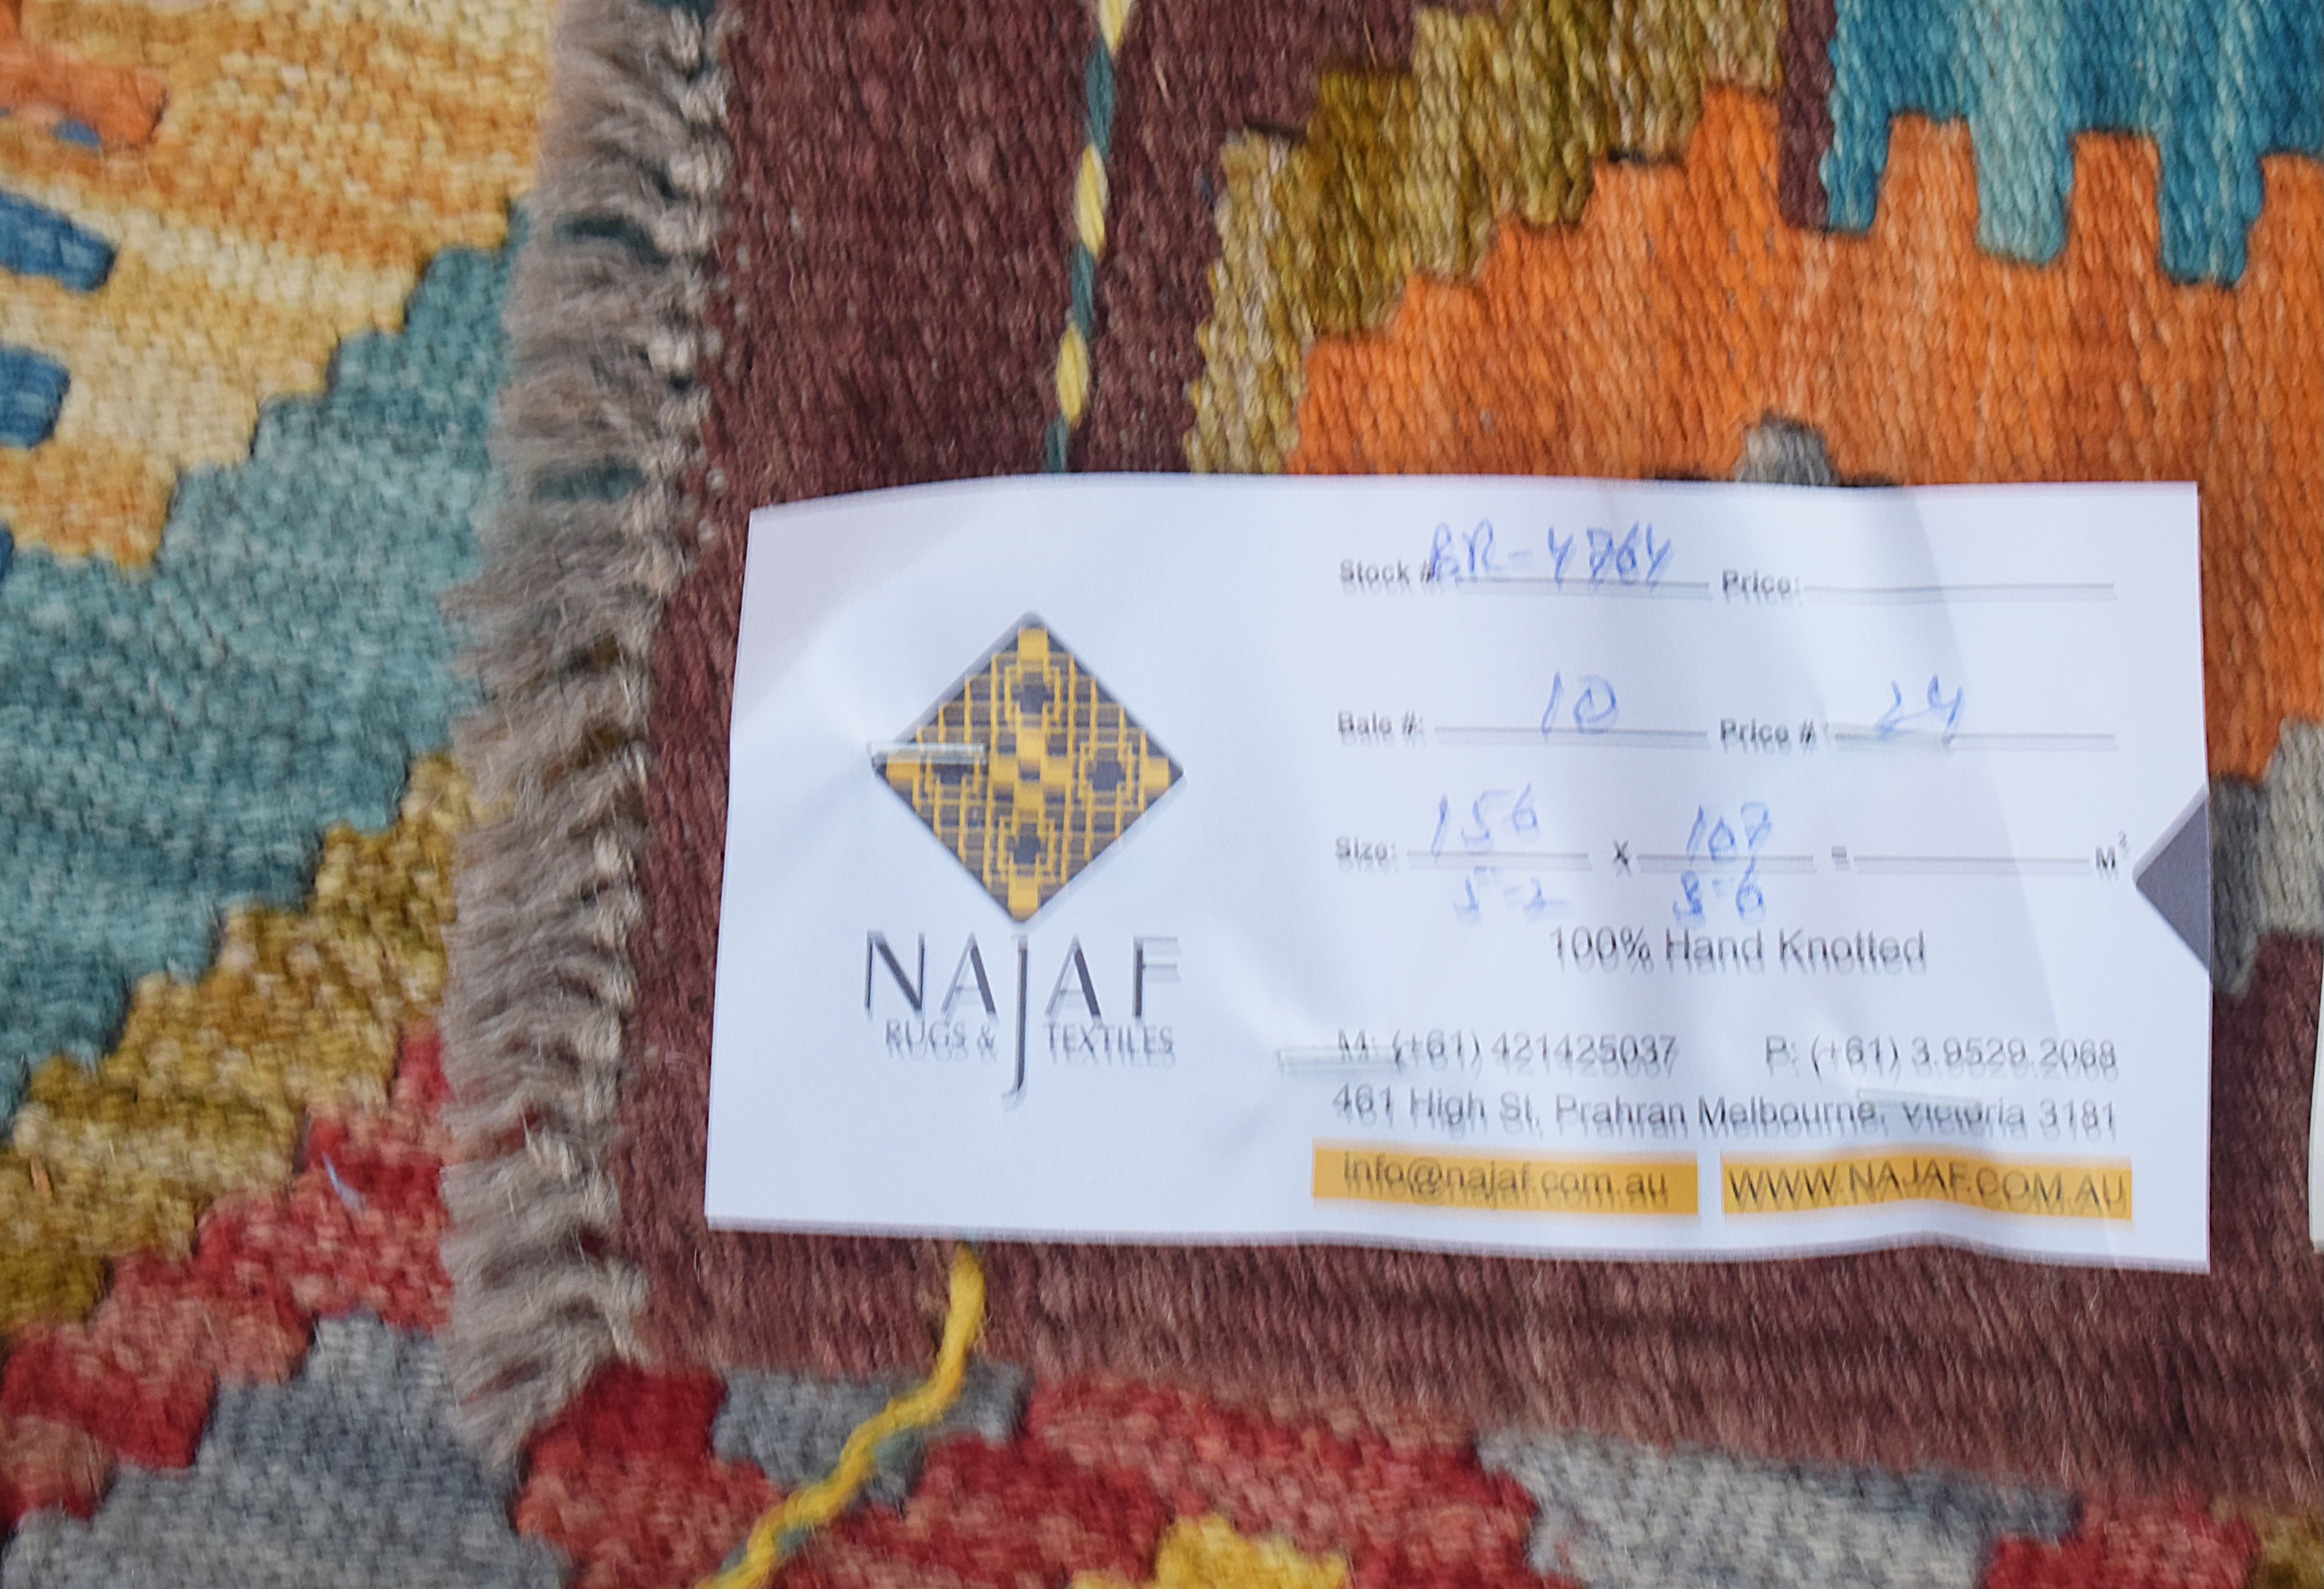 NAJAF
RUGS & TEXTILES
Stock #: BR-4764 Price:
Bale #: 10 Price # 24
Size: 156 X 107 = M²
5-2 3-6
100% Hand Knotted
M: (+61) 421425037 P: (+61) 3.9529.2068
461 High St, Prahran Melbourne, Victoria 3181
info@najaf.com.au WWW.NAJAF.COM.AU